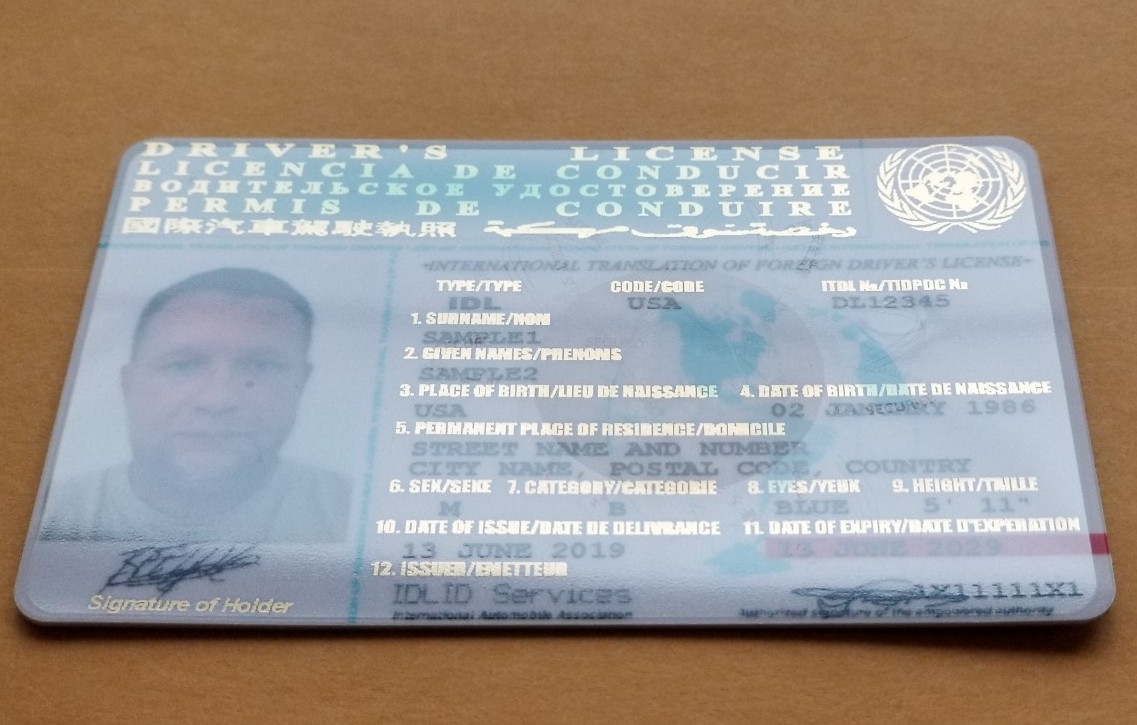 DRIVER'S LICENSE
LICENCIA DE CONDUCIR
ВОДИТЕЛЬСКОЕ УДОСТОВЕРЕНИЕ
PERMIS DE CONDUIRE
國際汽車駕駛執照
-INTERNATIONAL TRANSLATION OF FOREIGN DRIVER'S LICENSE-
TYPE/TYPE CODE/CODE ITDL №/TIDPDC №
IDL USA DL12345
1. SURNAME/NOM
SAMPLE1
2. GIVEN NAMES/PRENOMS
SAMPLE2
3. PLACE OF BIRTH/LIEU DE NAISSANCE 4. DATE OF BIRTH/DATE DE NAISSANCE
USA 02 JANUARY 1986
SECURITY
5. PERMANENT PLACE OF RESIDENCE/DOMICILE
STREET NAME AND NUMBER
CITY NAME, POSTAL CODE, COUNTRY
6. SEX/SEXE 7. CATEGORY/CATEGORIE 8. EYES/YEUX 9. HEIGHT/TAILLE
M B BLUE 5' 11"
10. DATE OF ISSUE/DATE DE DELIVRANCE 11. DATE OF EXPIRY/DATE D'EXPERATION
13 JUNE 2019 13 JUNE 2029
12. ISSUER/EMETTEUR
IDLID Services 1X11111X1
International Automobile Association Authorized signature of the empowered authority
Signature of Holder